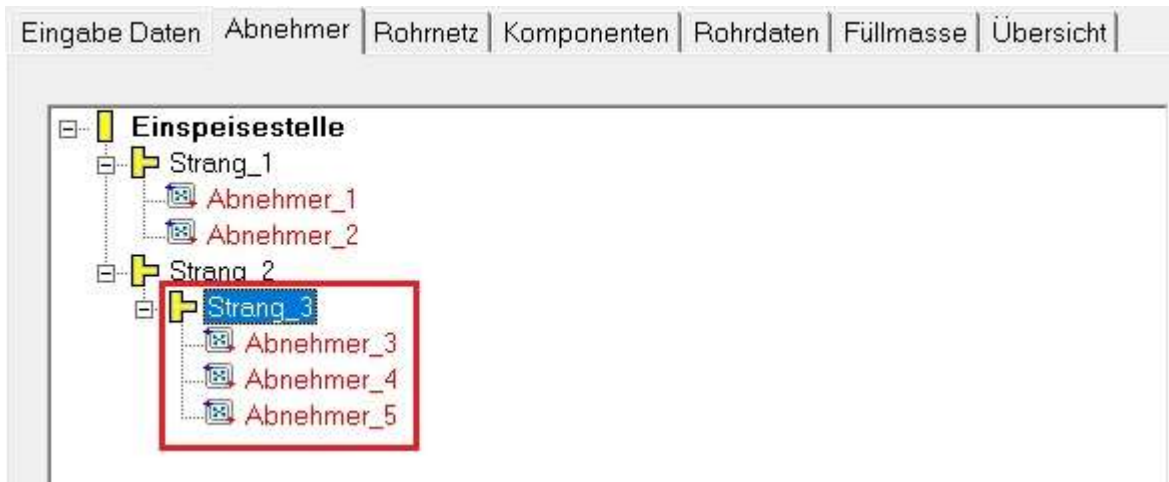 Eingabe Daten Abnehmer Rohrnetz Komponenten Rohrdaten Füllmasse Übersicht
Einspeisestelle
Strang_1
Abnehmer_1
Abnehmer_2
Strang_2
Strang_3
Abnehmer_3
Abnehmer_4
Abnehmer_5